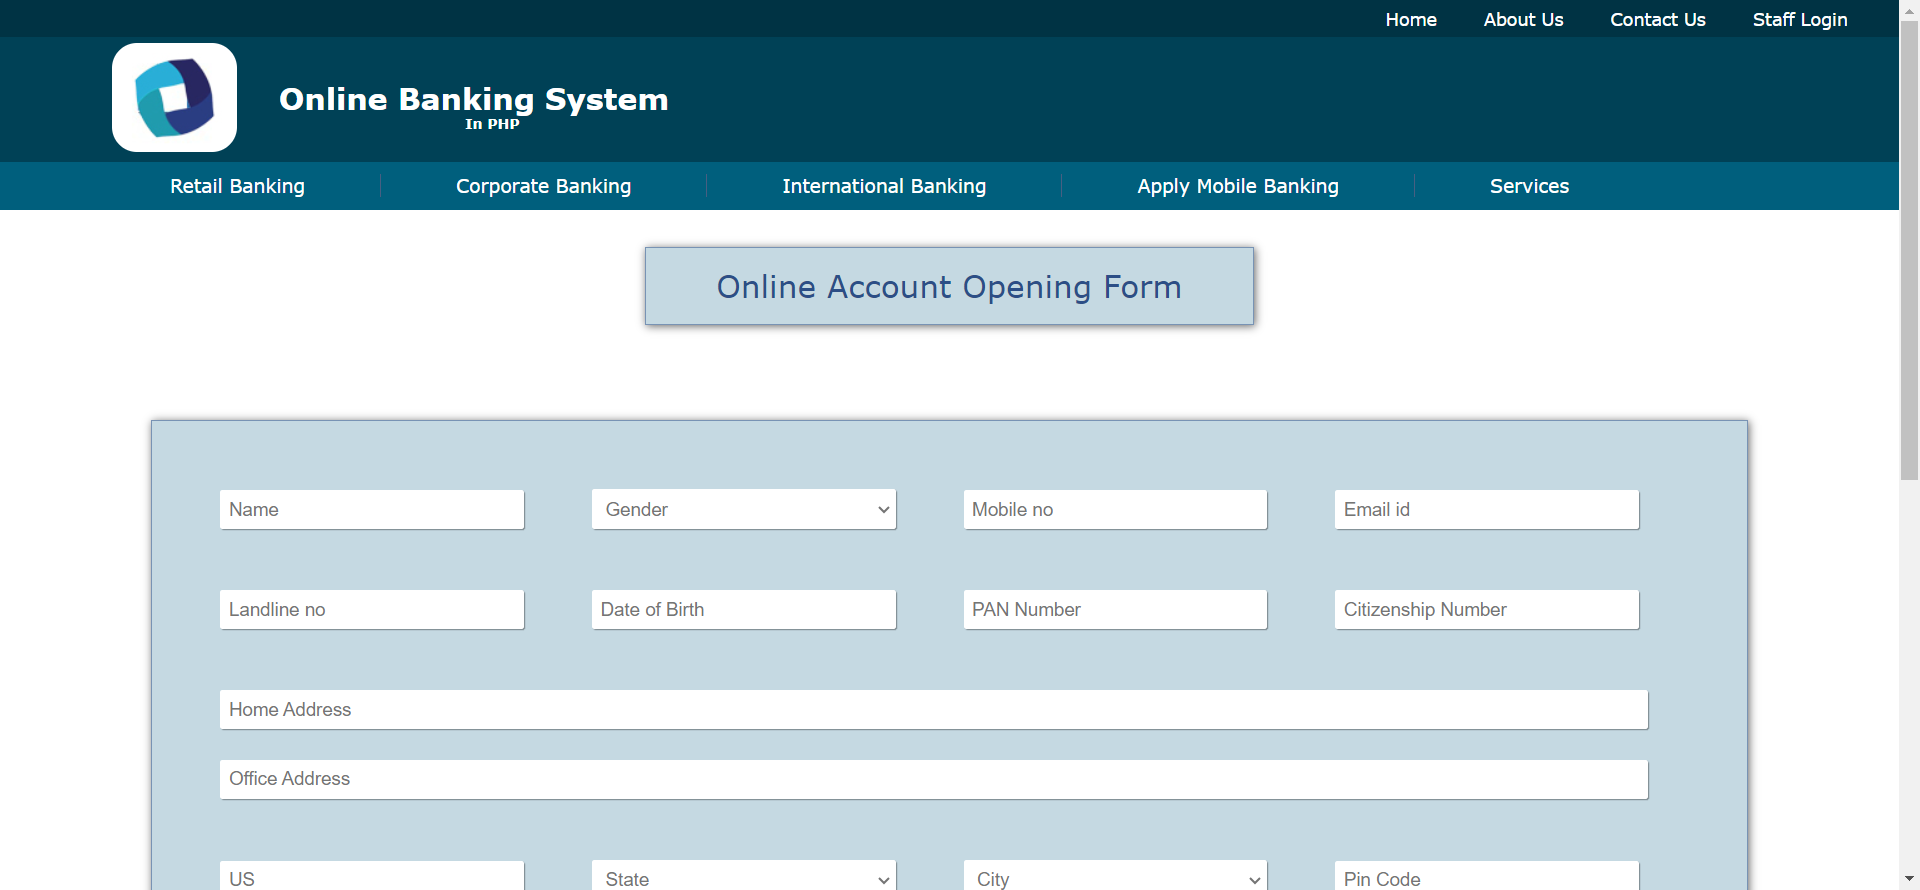 Home About Us Contact Us Staff Login
Online Banking System
In PHP
Retail Banking Corporate Banking International Banking Apply Mobile Banking Services
Online Account Opening Form
Name Gender Mobile no Email id
Landline no Date of Birth PAN Number Citizenship Number
Home Address
Office Address
US State City Pin Code